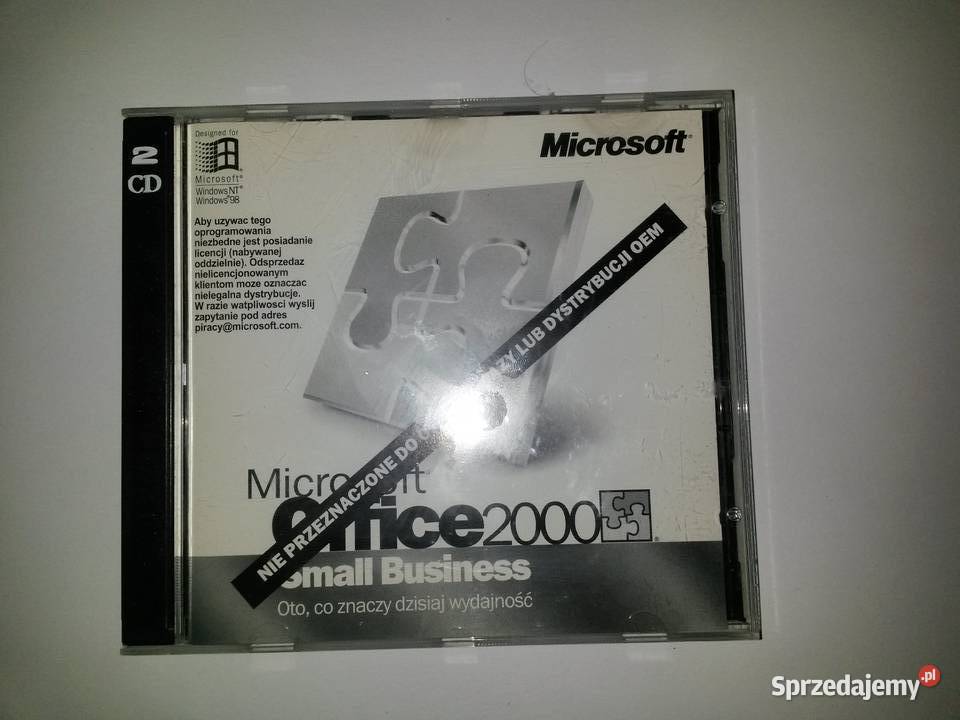 2
CD
Designed for
Microsoft®
Windows NT®
Windows®98
Microsoft®
Aby uzywac tego
oprogramowania
niezbedne jest posiadanie
licencji (nabywanej
oddzielnie). Odsprzedaz
nielicencjonowanym
klientom moze oznaczac
nielegalna dystrybucje.
W razie watpliwosci wyslij
zapytanie pod adres
piracy@microsoft.com.
NIE PRZEZNACZONE DO LUB DYSTRYBUCJI OEM
Microsoft
Office2000
Small Business
Oto, co znaczy dzisiaj wydajność
Sprzedajemy.pl